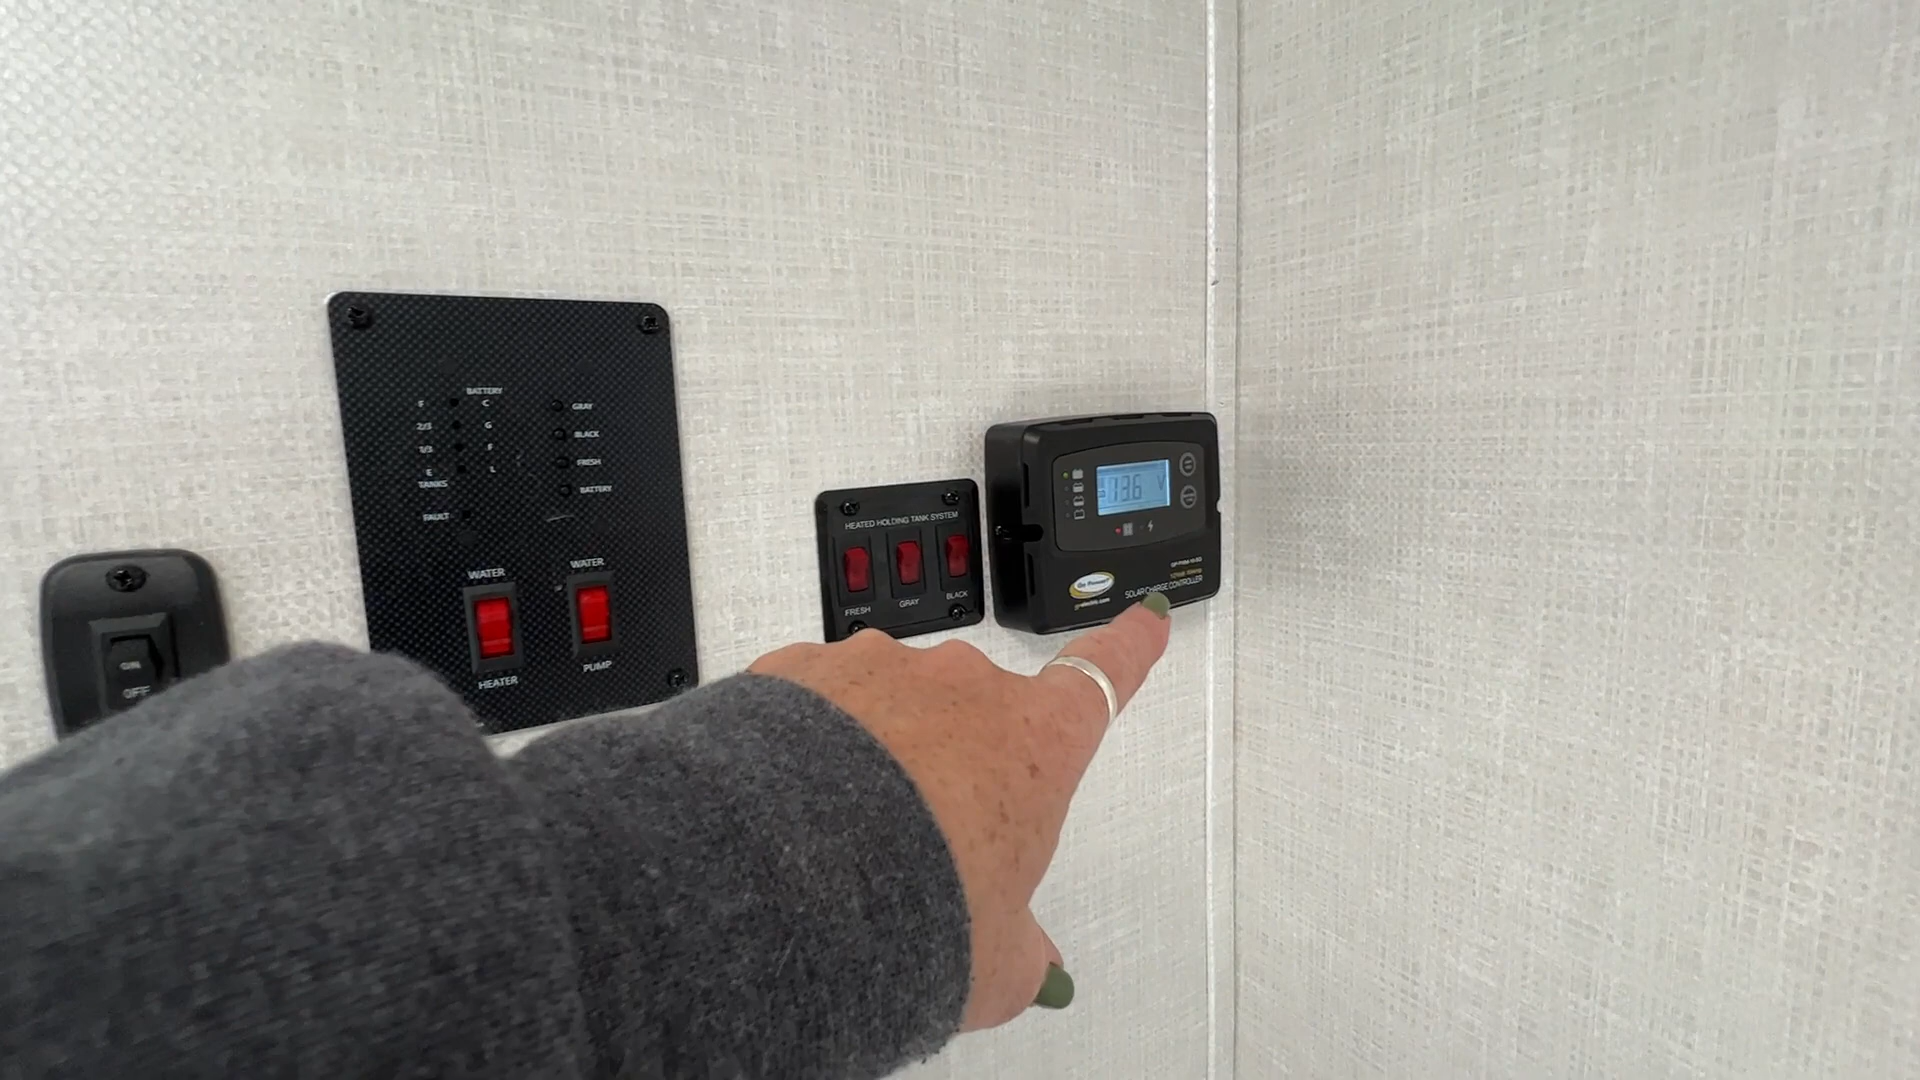 ON
OFF
BATTERY
F C
2/3 G
1/3 F
E L
TANKS
FAULT
GRAY
BLACK
FRESH
BATTERY
WATER
HEATER
WATER
PUMP
HEATED HOLDING TANK SYSTEM
FRESH
GRAY
BLACK
13.6 V
Go Power!
SOLAR CHARGE CONTROLLER